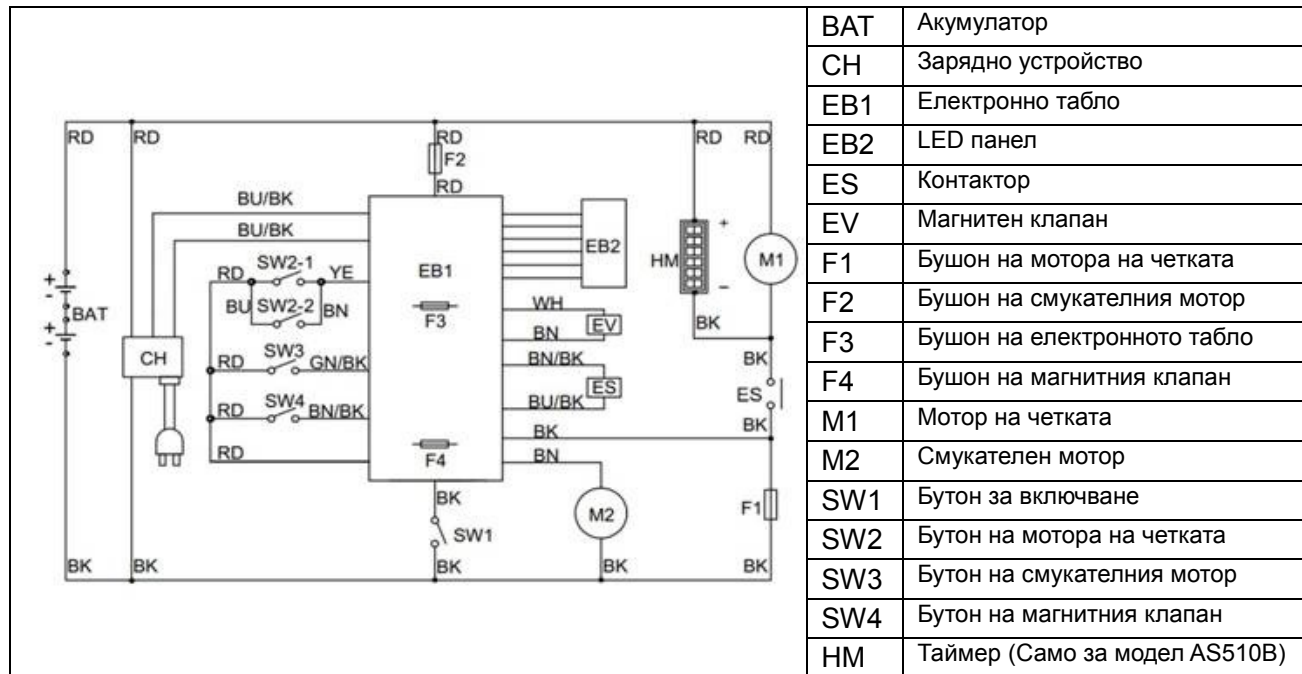 RD RD RD RD RD
F2
RD
BU/BK
BU/BK
EB2
SW2-1
RD YE
EB1
HM + M1
+
-
BU SW2-2 BN
F3
WH
EV
−
BAT
BN
BK
+
-
SW3
RD GN/BK
BN/BK
BK
CH
ES
ES
SW4
RD BN/BK
BU/BK
BK
BK
RD
F4
BN
BK
M2
F1
SW1
BK BK BK BK BK
BAT Акумулатор
CH Зарядно устройство
EB1 Електронно табло
EB2 LED панел
ES Контактор
EV Магнитен клапан
F1 Бушон на мотора на четката
F2 Бушон на смукателния мотор
F3 Бушон на електронното табло
F4 Бушон на магнитния клапан
M1 Мотор на четката
M2 Смукателен мотор
SW1 Бутон за включване
SW2 Бутон на мотора на четката
SW3 Бутон на смукателния мотор
SW4 Бутон на магнитния клапан
HM Таймер (Само за модел AS510B)